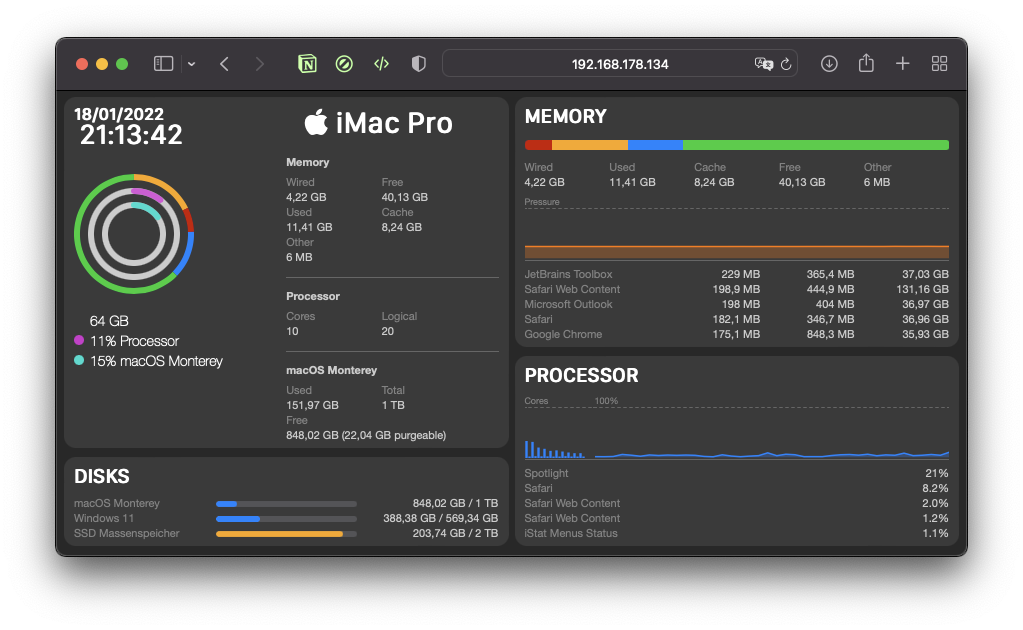 192.168.178.134
18/01/2022
21:13:42
64 GB
11% Processor
15% macOS Monterey
iMac Pro
Memory
Wired Free
4,22 GB 40,13 GB
Used Cache
11,41 GB 8,24 GB
Other
6 MB
Processor
Cores Logical
10 20
macOS Monterey
Used Total
151,97 GB 1 TB
Free
848,02 GB (22,04 GB purgeable)
DISKS
macOS Monterey 848,02 GB / 1 TB
Windows 11 388,38 GB / 569,34 GB
SSD Massenspeicher 203,74 GB / 2 TB
MEMORY
Wired Used Cache Free Other
4,22 GB 11,41 GB 8,24 GB 40,13 GB 6 MB
Pressure
JetBrains Toolbox 229 MB 365,4 MB 37,03 GB
Safari Web Content 198,9 MB 444,9 MB 131,16 GB
Microsoft Outlook 198 MB 404 MB 36,97 GB
Safari 182,1 MB 346,7 MB 36,96 GB
Google Chrome 175,1 MB 848,3 MB 35,93 GB
PROCESSOR
Cores 100%
Spotlight 21%
Safari 8.2%
Safari Web Content 2.0%
Safari Web Content 1.2%
iStat Menus Status 1.1%